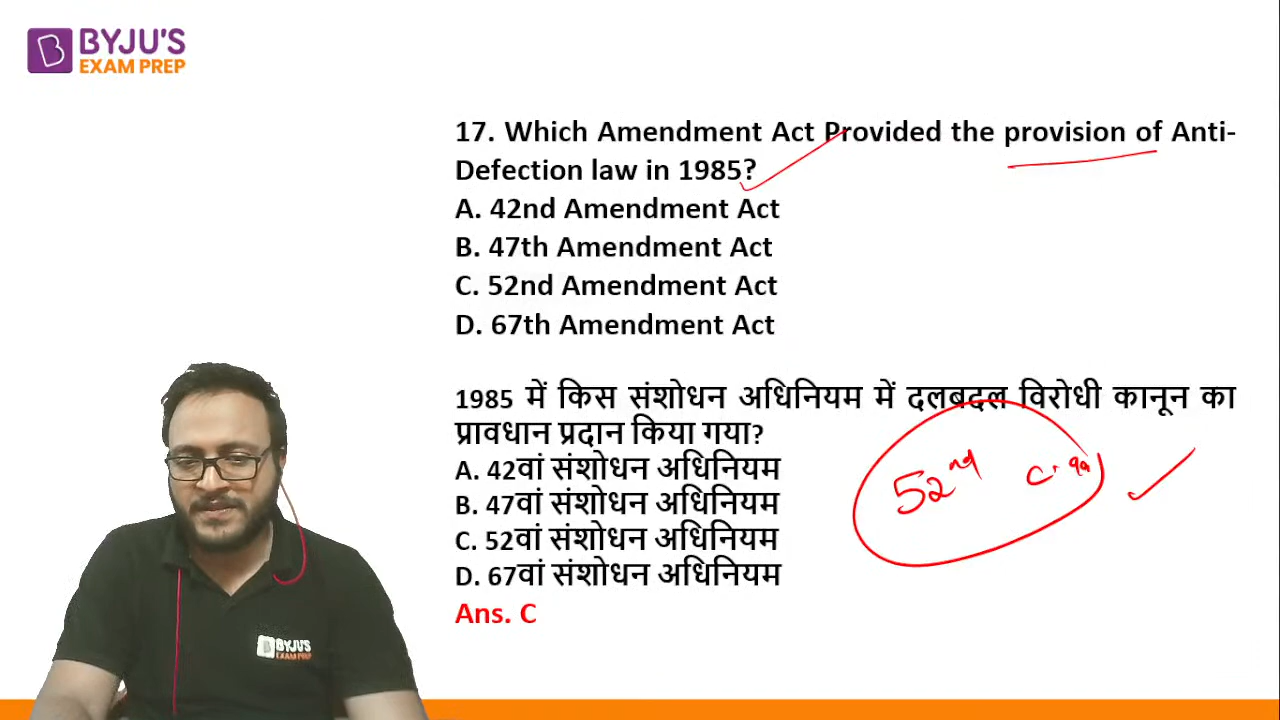 BYJU'S
EXAM PREP
17. Which Amendment Act Provided the provision of Anti-
Defection law in 1985?
A. 42nd Amendment Act
B. 47th Amendment Act
C. 52nd Amendment Act
D. 67th Amendment Act
1985 में किस संशोधन अधिनियम में दलबदल विरोधी कानून का
प्रावधान प्रदान किया गया?
A. 42वां संशोधन अधिनियम
B. 47वां संशोधन अधिनियम
C. 52वां संशोधन अधिनियम
D. 67वां संशोधन अधिनियम
Ans. C
52nd
BYJU'S
EXAM PREP